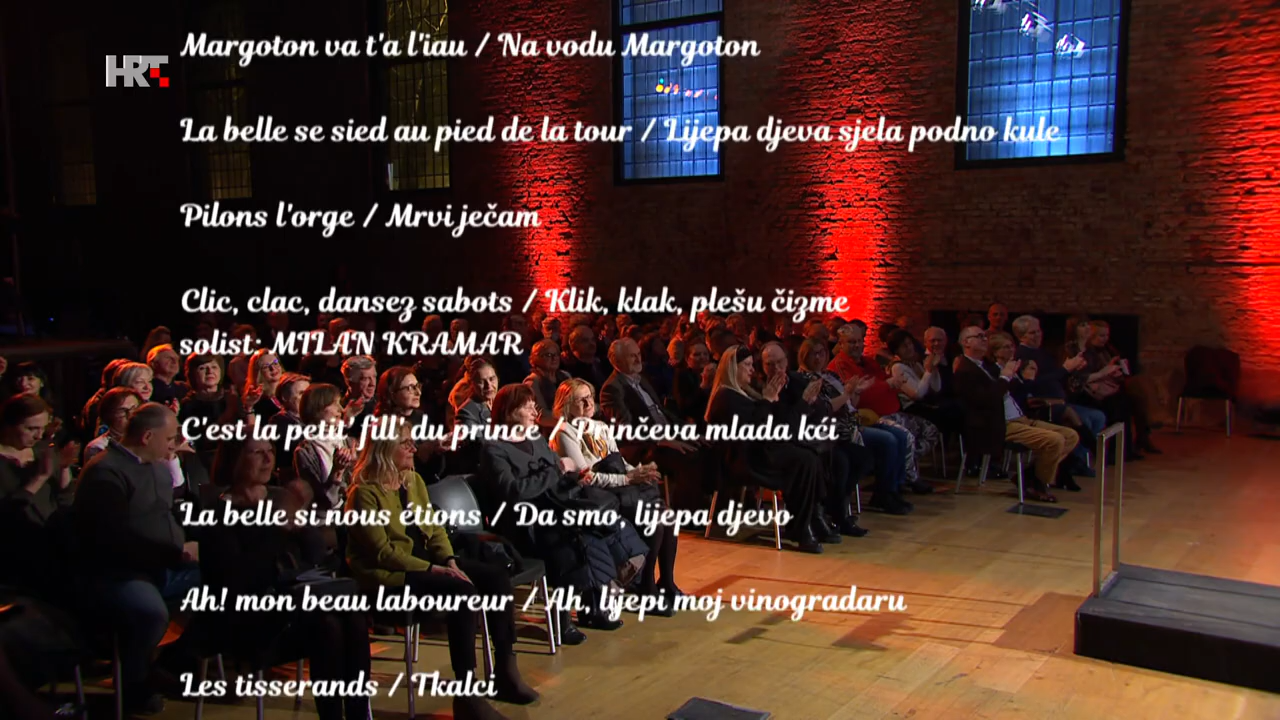 Margoton va t'a l'iau / Na vodu Margoton
HRT
La belle se sied au pied de la tour / Lijepa djeva sjela podno kule
Pilons l'orge / Mrvi ječam
Clic, clac, dansez sabots / Klik, klak, plešu čizme
solist: MILAN KRAMAR
C'est la petit' fill' du prince / Prinčeva mlada kći
La belle si nous étions / Da smo, lijepa djevo
Ah! mon beau laboureur / Ah, lijepi moj vinogradaru
Les tisserands / Tkalci